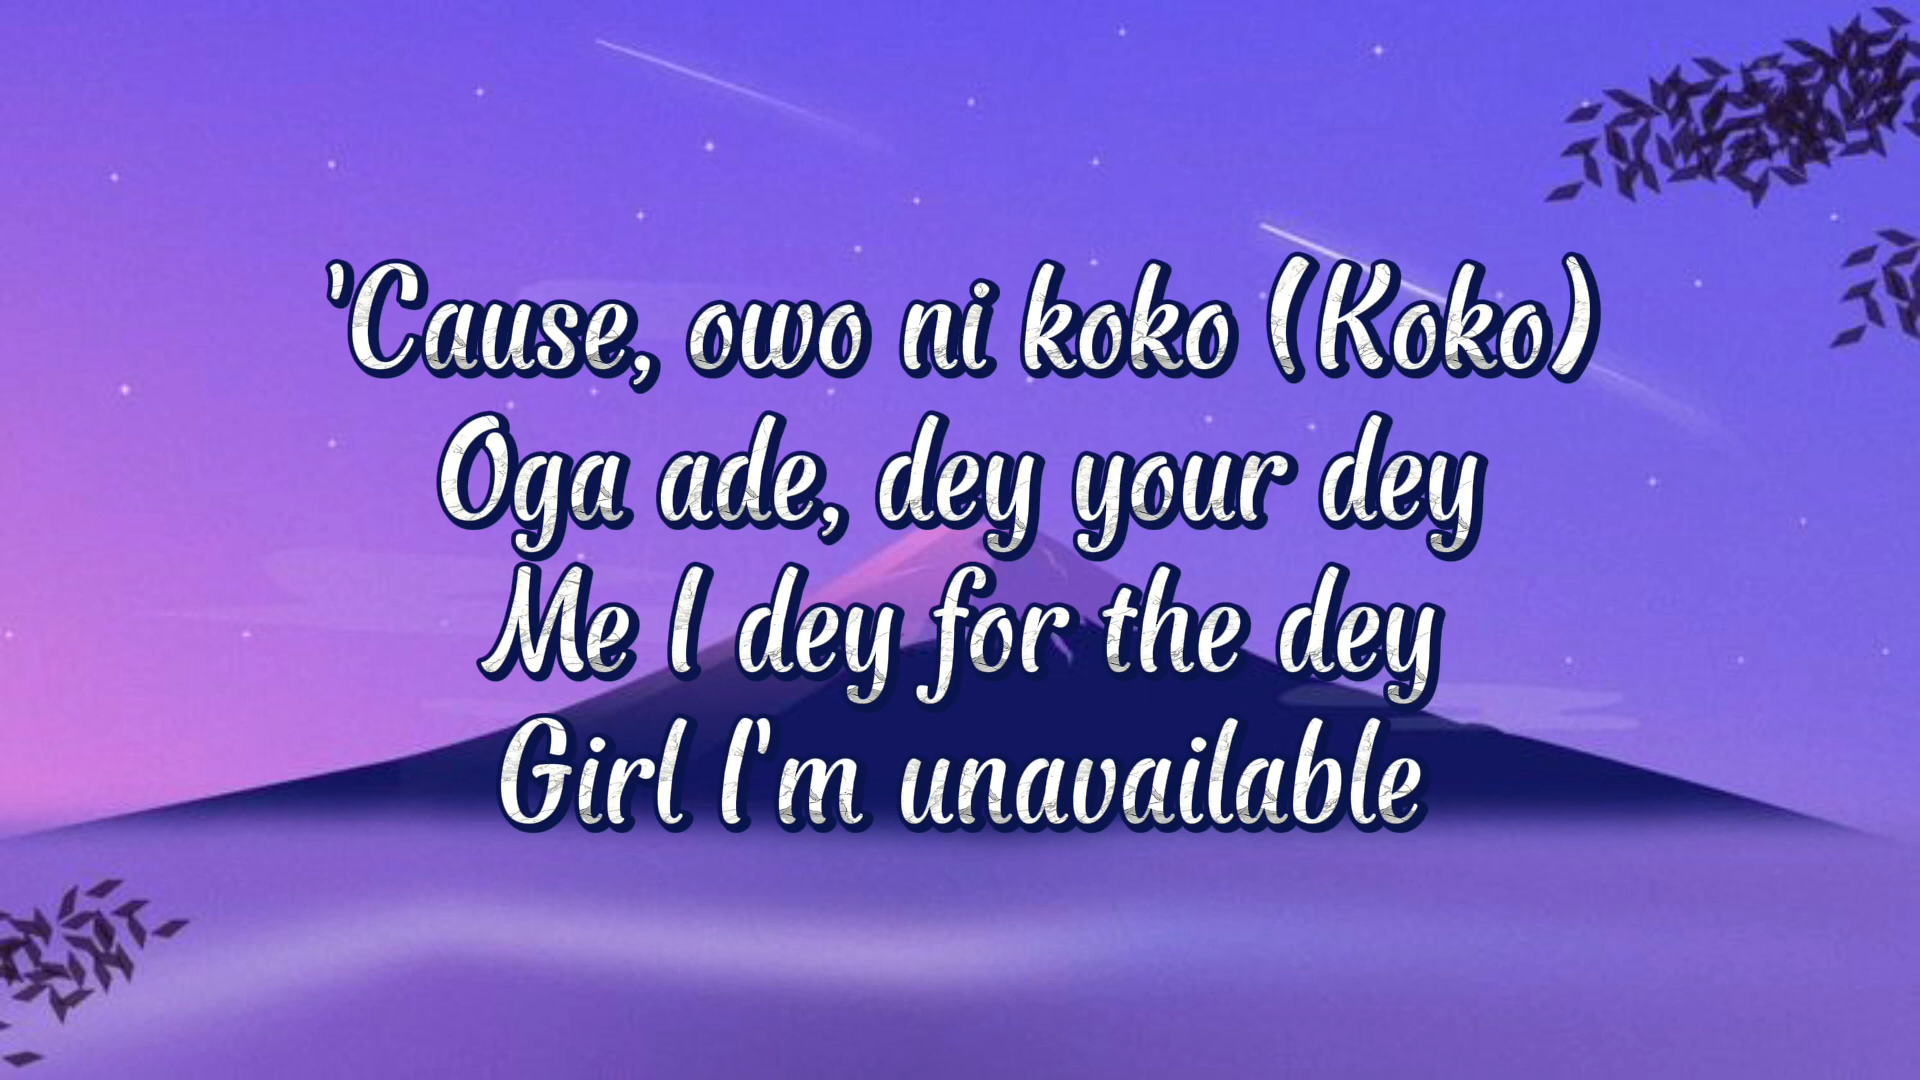 'Cause, owo ni koko (Koko)
Oga ade, dey your dey
Me I dey for the dey
Girl I'm unavailable